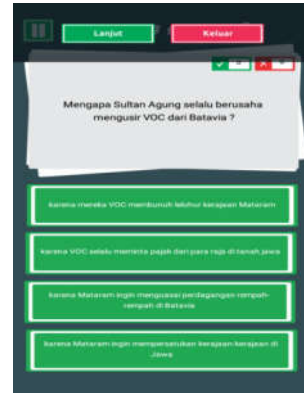 Lanjut
Keluar
0
0
Mengapa Sultan Agung selalu berusaha
mengusir VOC dari Batavia ?
karena mereka VOC membunuh leluhur kerajaan Mataram
karena VOC selalu meminta pajak dari para raja di tanah jawa
karena Mataram ingin menguasai perdagangan rempah-
rempah di Batavia
karena Mataram ingin mempersatukan kerajaan-kerajaan di
Jawa